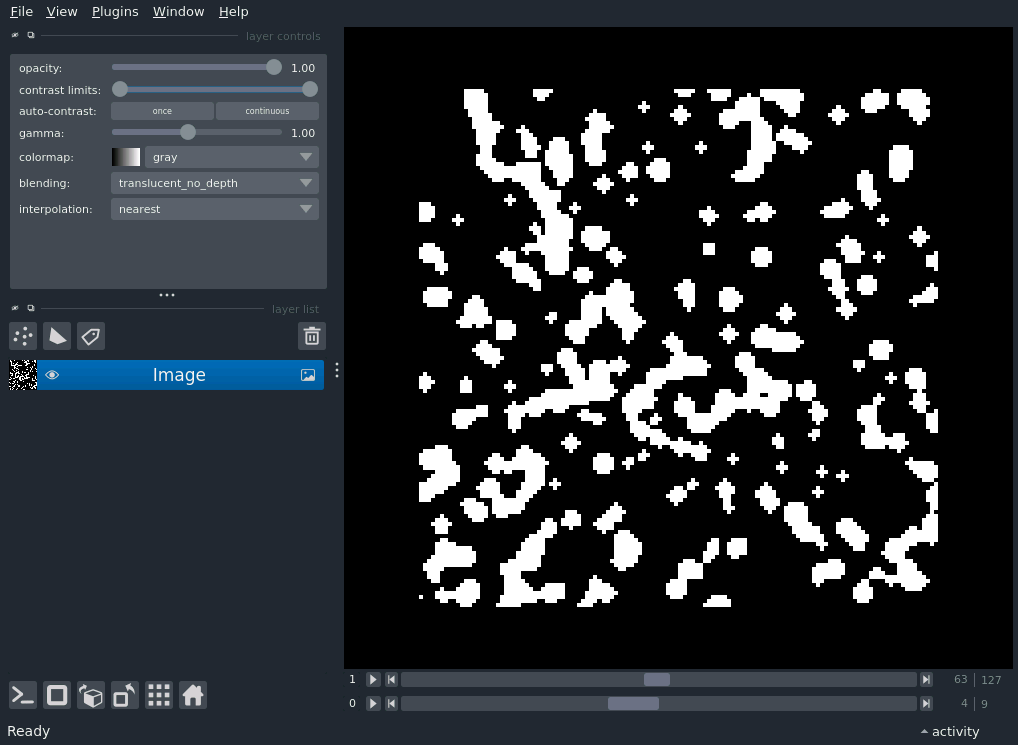 File View Plugins Window Help
layer controls
opacity: 1.00
contrast limits:
auto-contrast: once continuous
gamma: 1.00
colormap: gray
blending: translucent_no_depth
interpolation: nearest
layer list
Image
1 63 127
0 4 9
Ready activity